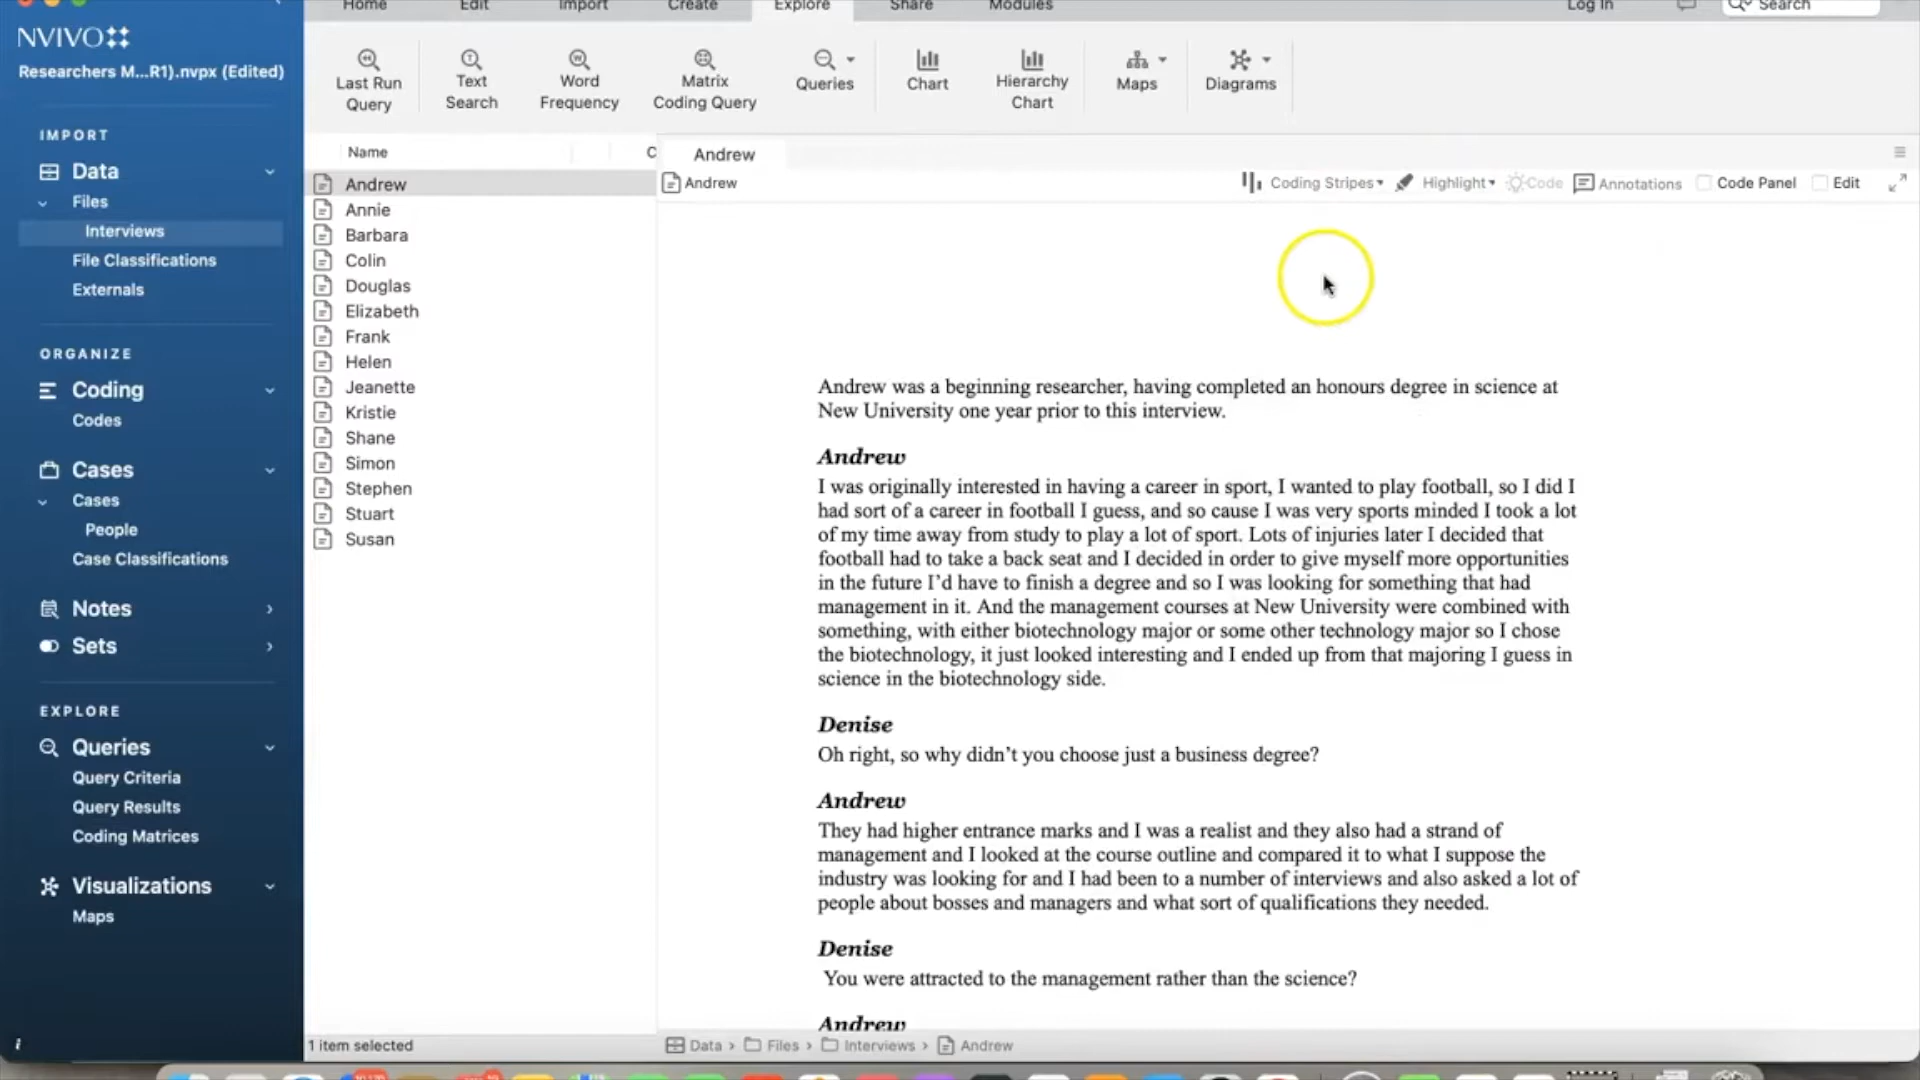 Home Edit Import Create Explore Share Modules Log In Search
NVIVO
Researchers M...R1).nvpx (Edited)
Last Run Query
Text Search
Word Frequency
Matrix Coding Query
Queries
Chart
Hierarchy Chart
Maps
Diagrams
IMPORT
Data
Files
Interviews
File Classifications
Externals
ORGANIZE
Coding
Codes
Cases
Cases
People
Case Classifications
Notes
Sets
EXPLORE
Queries
Query Criteria
Query Results
Coding Matrices
Visualizations
Maps
Name C
Andrew
Annie
Barbara
Colin
Douglas
Elizabeth
Frank
Helen
Jeanette
Kristie
Shane
Simon
Stephen
Stuart
Susan
1 item selected
Andrew
Andrew Coding Stripes Highlight Code Annotations Code Panel Edit
Andrew was a beginning researcher, having completed an honours degree in science at
New University one year prior to this interview.
Andrew
I was originally interested in having a career in sport, I wanted to play football, so I did I
had sort of a career in football I guess, and so cause I was very sports minded I took a lot
of my time away from study to play a lot of sport. Lots of injuries later I decided that
football had to take a back seat and I decided in order to give myself more opportunities
in the future I’d have to finish a degree and so I was looking for something that had
management in it. And the management courses at New University were combined with
something, with either biotechnology major or some other technology major so I chose
the biotechnology, it just looked interesting and I ended up from that majoring I guess in
science in the biotechnology side.
Denise
Oh right, so why didn’t you choose just a business degree?
Andrew
They had higher entrance marks and I was a realist and they also had a strand of
management and I looked at the course outline and compared it to what I suppose the
industry was looking for and I had been to a number of interviews and also asked a lot of
people about bosses and managers and what sort of qualifications they needed.
Denise
You were attracted to the management rather than the science?
Andrew
Data › Files › Interviews › Andrew